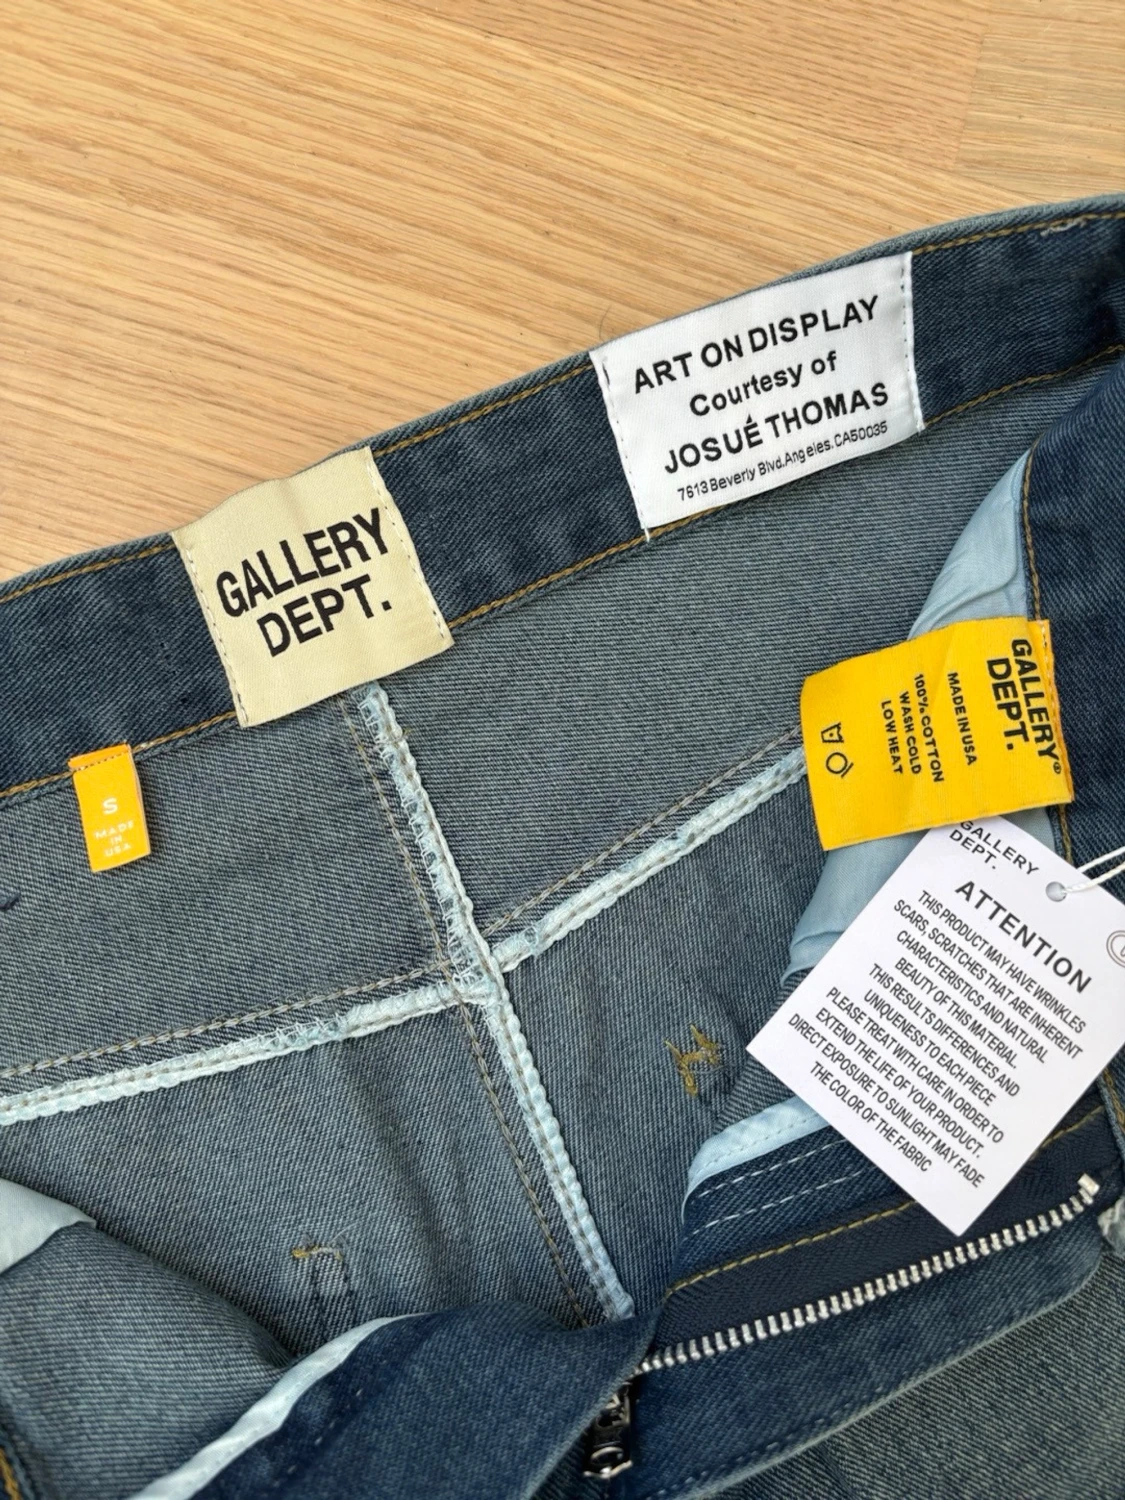 GALLERY
DEPT.
ART ON DISPLAY
Courtesy of
JOSUÉ THOMAS
7613 Beverly Blvd.Angeles.CA50035
S
MADE
IN
USA
GALLERY
DEPT.®
MADE IN USA
100% COTTON
WASH COLD
LOW HEAT
GALLERY
DEPT.
ATTENTION
THIS PRODUCT MAY HAVE WRINKLES
SCARS, SCRATCHES THAT ARE INHERENT
CHARACTERISTICS AND NATURAL
BEAUTY OF THIS MATERIAL.
THIS RESULTS DIFFERENCES AND
UNIQUENESS TO EACH PIECE
PLEASE TREAT WITH CARE IN ORDER TO
EXTEND THE LIFE OF YOUR PRODUCT.
DIRECT EXPOSURE TO SUNLIGHT MAY FADE
THE COLOR OF THE FABRIC